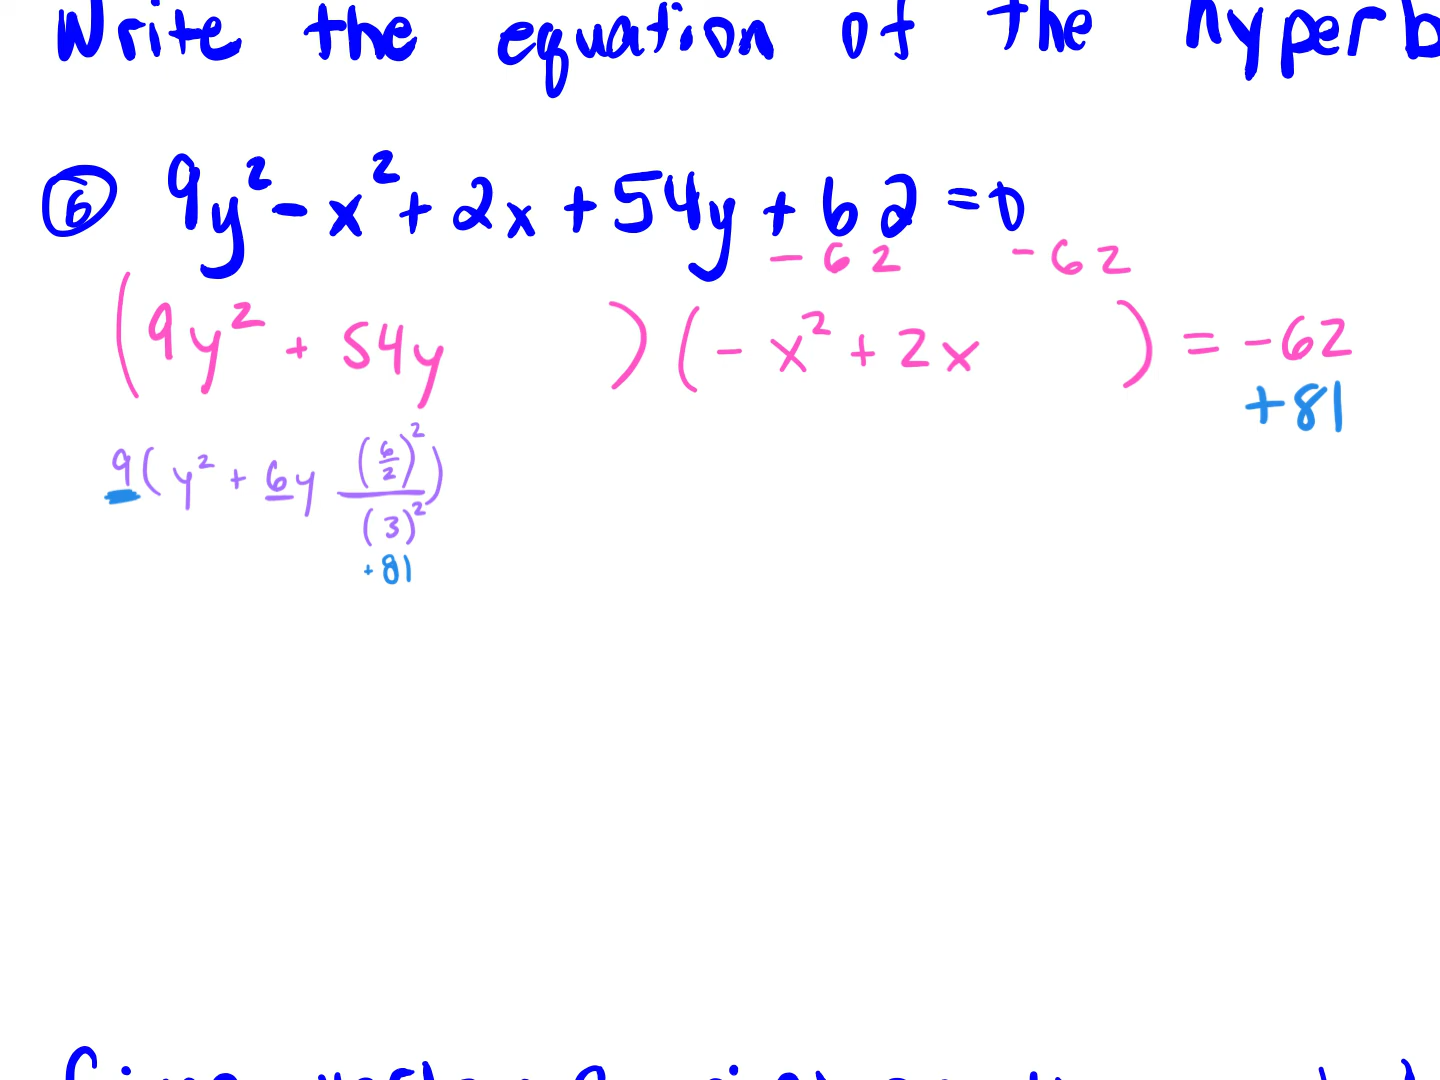 Write the equation of the hyperb
⑥ 9y² - x² + 2x + 54y + 62 = 0
- 62 - 62
(9y² + 54y ) (- x² + 2x ) = -62
+81
9(y² + 6y (6/2)²)
(3)²
+81